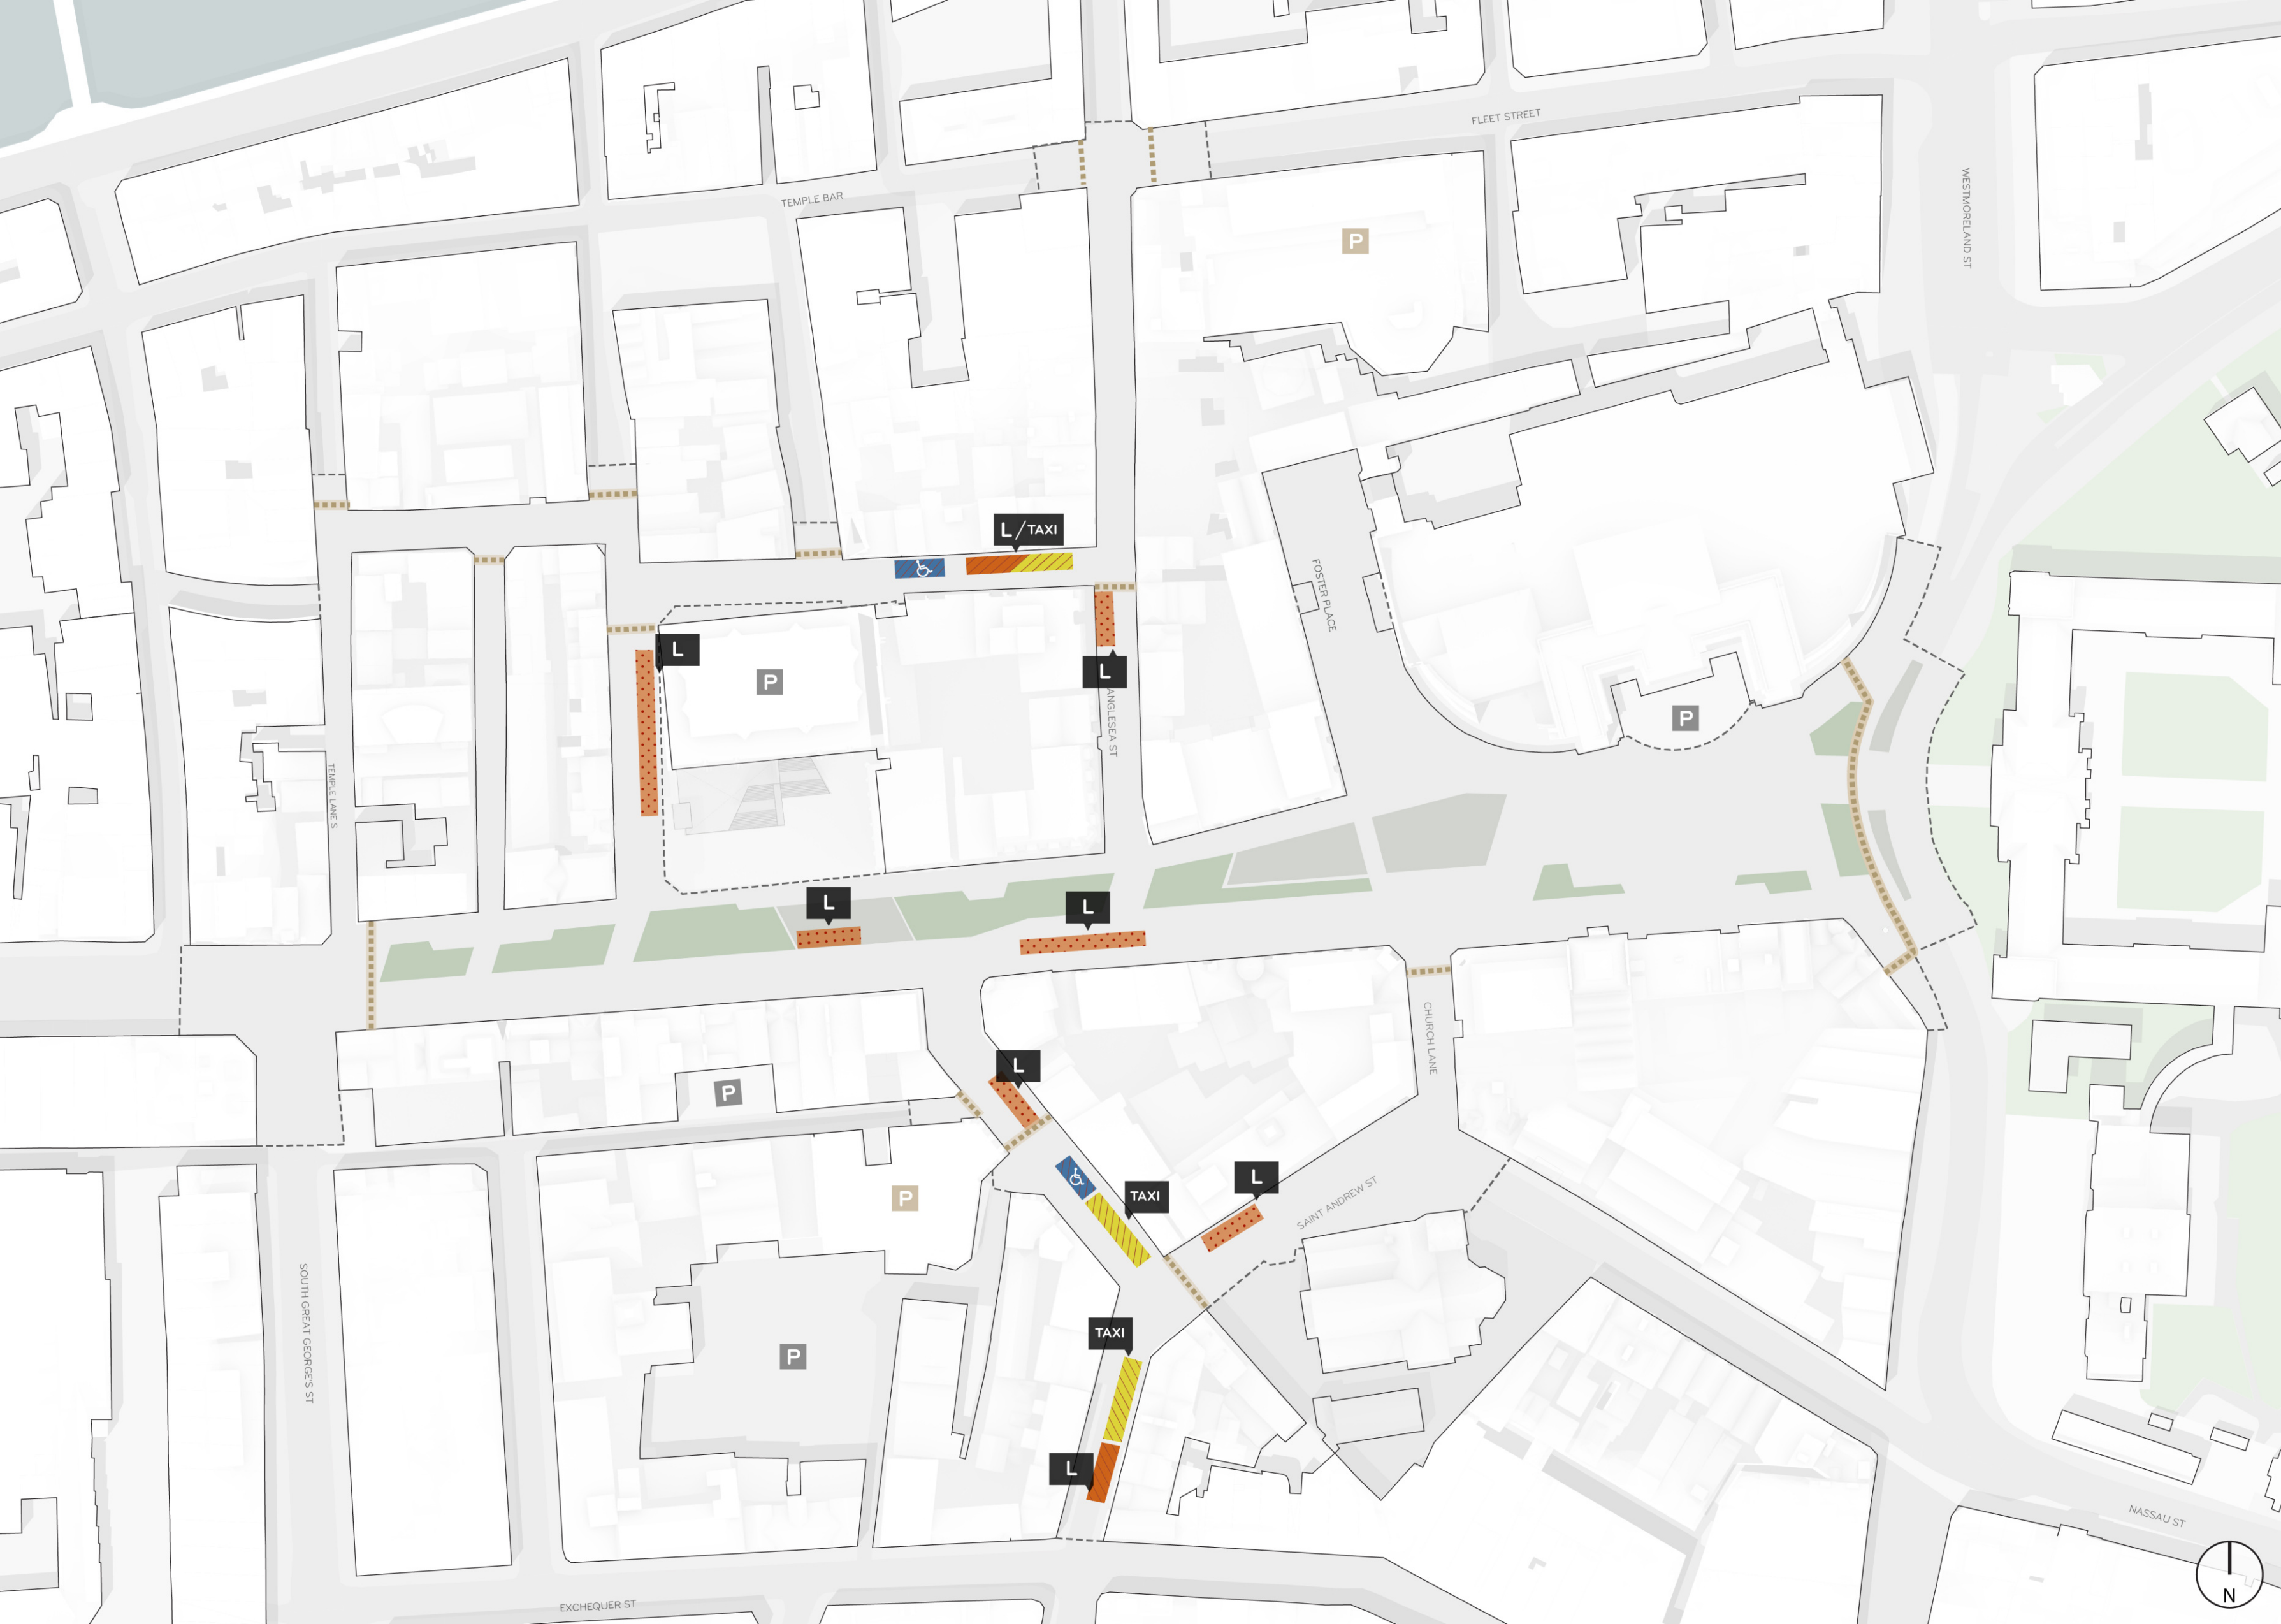 FLEET STREET
TEMPLE BAR
WESTMORELAND ST
P
L/TAXI
FOSTER PLACE
L
L
P
P
ANGLESEA ST
TEMPLE LANE S
L
L
CHURCH LANE
L
P
L
TAXI
P
SAINT ANDREW ST
SOUTH GREAT GEORGE'S ST
TAXI
P
L
NASSAU ST
N
EXCHEQUER ST